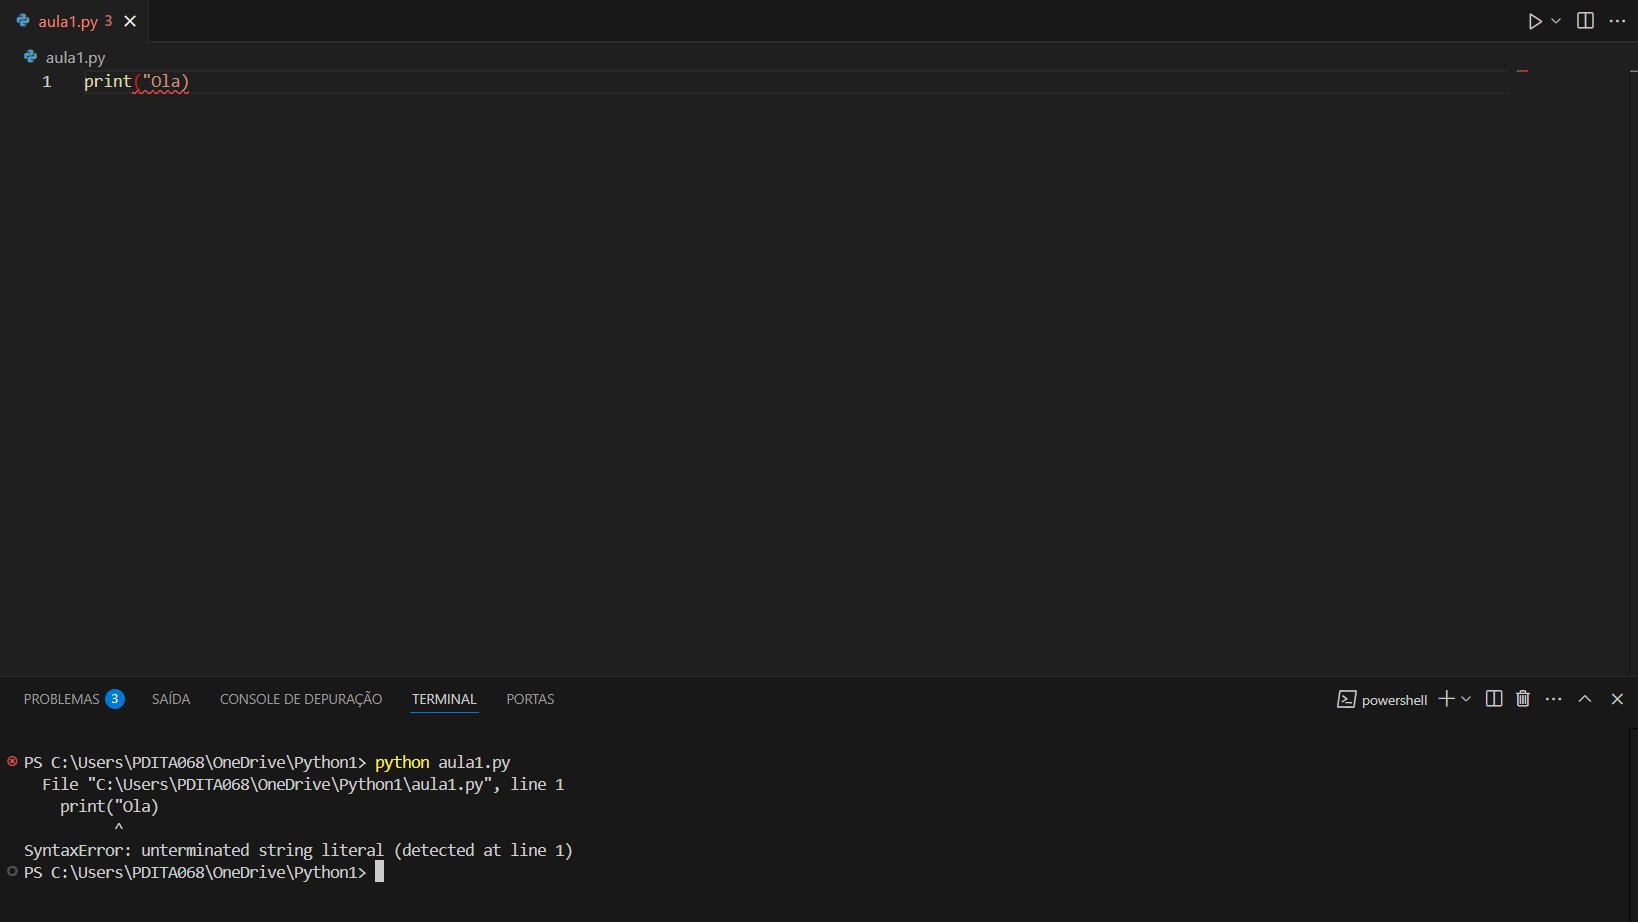 aula1.py 3
aula1.py
1 print("Ola)
PROBLEMAS 3 SAÍDA CONSOLE DE DEPURAÇÃO TERMINAL PORTAS powershell
PS C:\Users\PDITA068\OneDrive\Python1> python aula1.py
File "C:\Users\PDITA068\OneDrive\Python1\aula1.py", line 1
print("Ola)
^
SyntaxError: unterminated string literal (detected at line 1)
PS C:\Users\PDITA068\OneDrive\Python1>